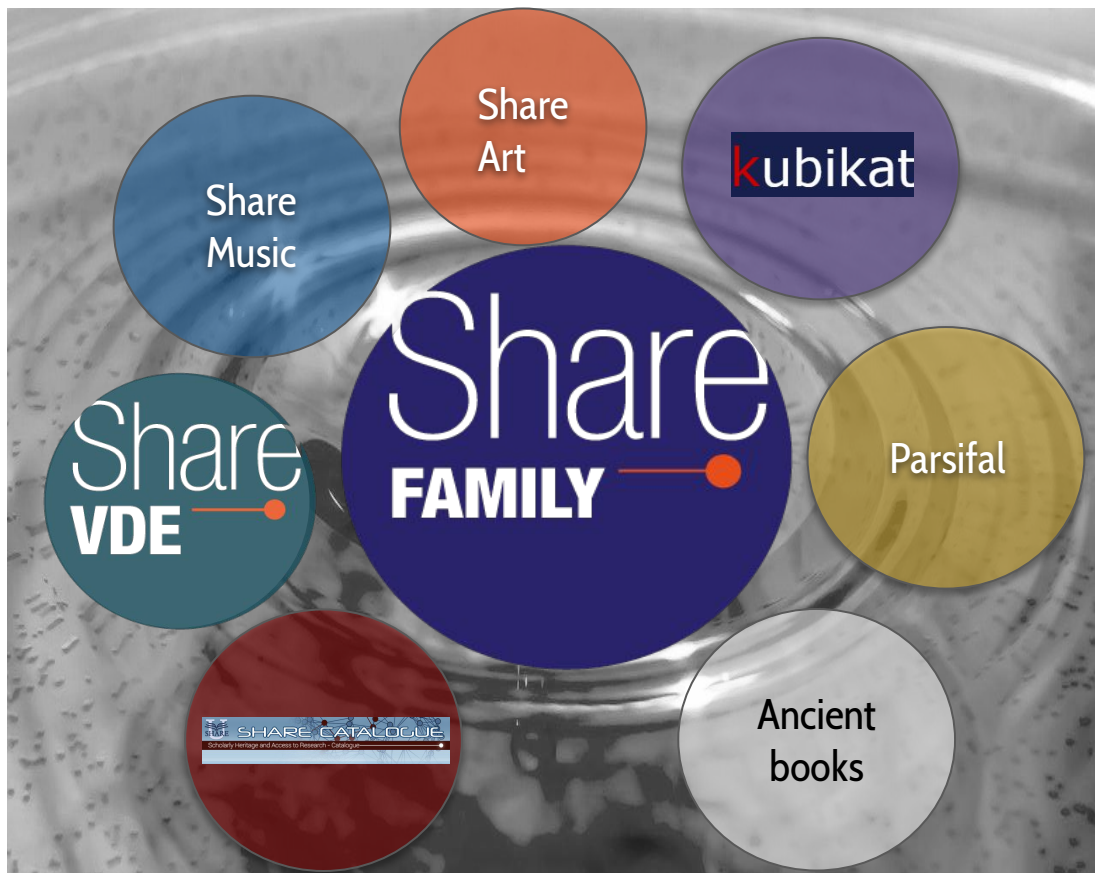 Share
Art
kubikat
Share
Music
Share
FAMILY
Share
VDE
Parsifal
SHARE
SHARE CATALOGUE
Scholarly Heritage and Access to Research - Catalogue
Ancient
books